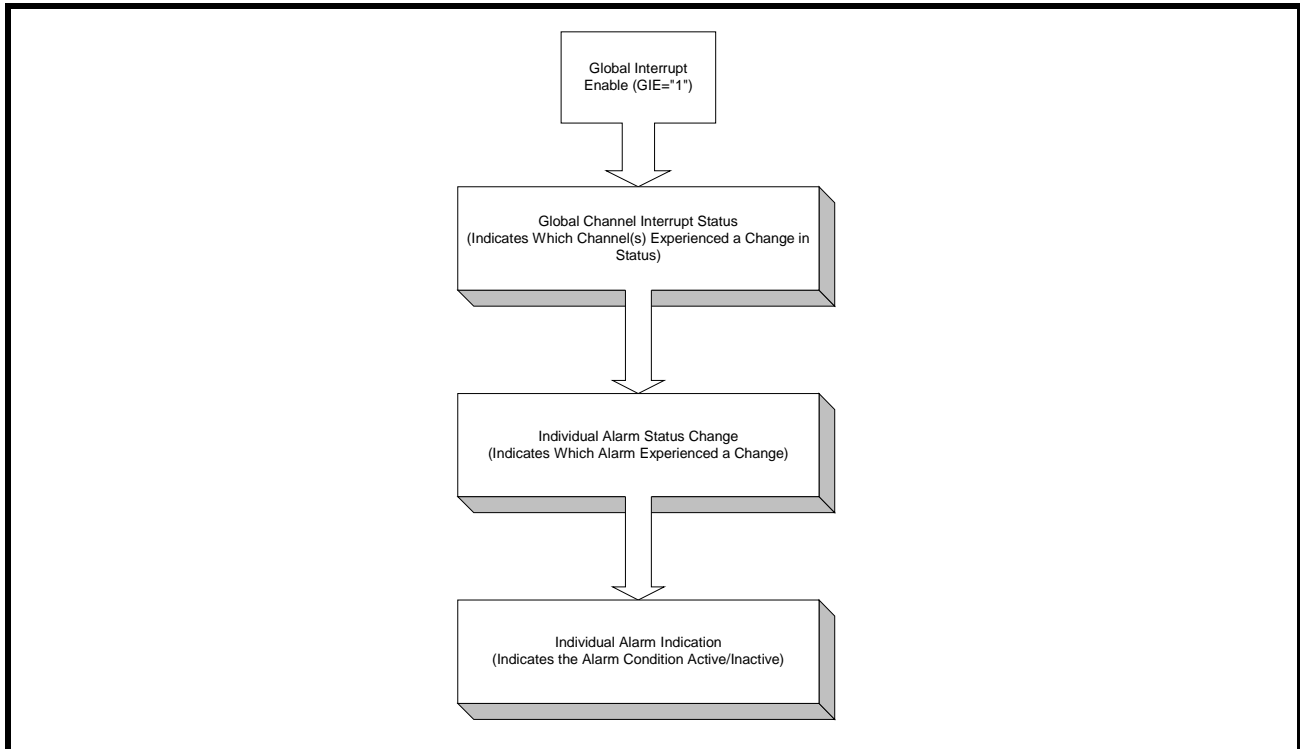 Global Interrupt
Enable (GIE="1")
Global Channel Interrupt Status
(Indicates Which Channel(s) Experienced a Change in
Status)
Individual Alarm Status Change
(Indicates Which Alarm Experienced a Change)
Individual Alarm Indication
(Indicates the Alarm Condition Active/Inactive)